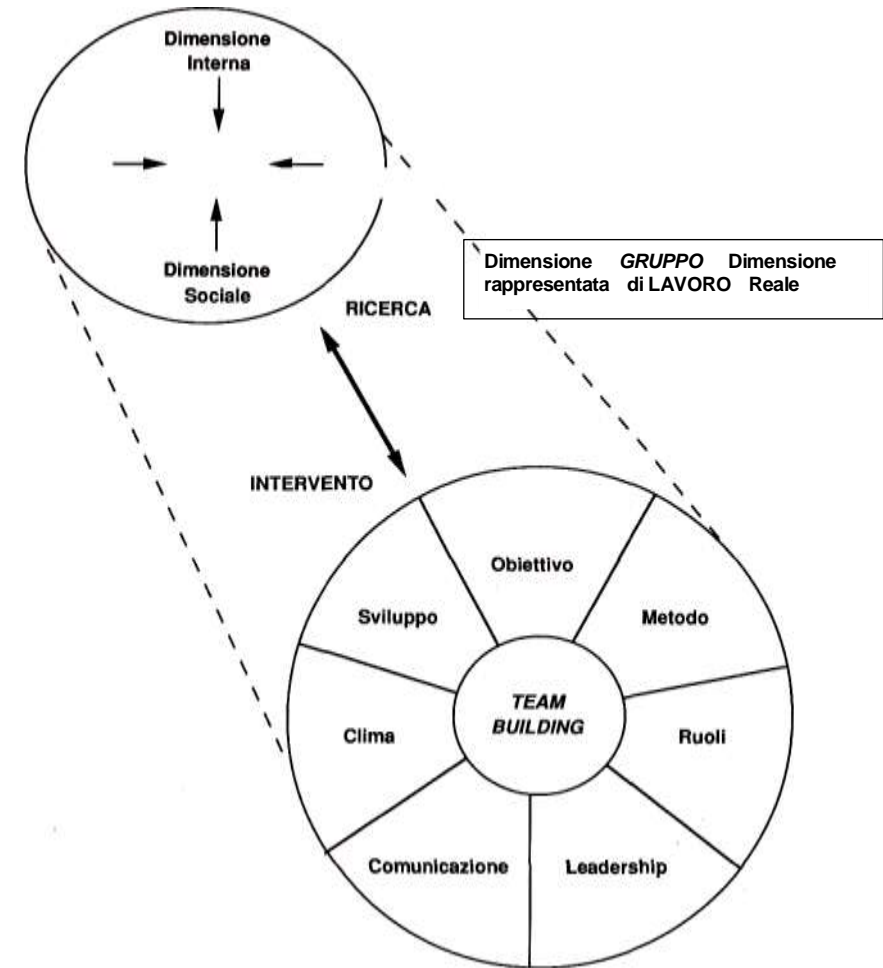 Dimensione
Interna
Dimensione
Sociale
Dimensione GRUPPO Dimensione
rappresentata di LAVORO Reale
RICERCA
INTERVENTO
Obiettivo
Sviluppo
Metodo
TEAM
BUILDING
Clima
Ruoli
Comunicazione
Leadership